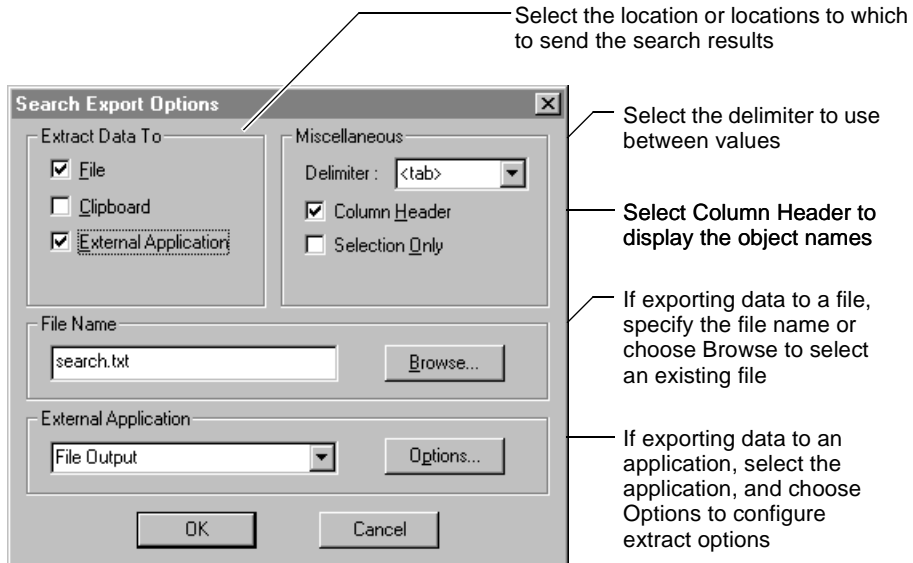 Select the location or locations to which
to send the search results
Search Export Options
Extract Data To
File
Clipboard
External Application
Miscellaneous
Delimiter :
<tab>
Column Header
Selection Only
Select the delimiter to use
between values
Select Column Header to
display the object names
File Name
search.txt
Browse...
If exporting data to a file,
specify the file name or
choose Browse to select
an existing file
External Application
File Output
Options...
If exporting data to an
application, select the
application, and choose
Options to configure
extract options
OK
Cancel